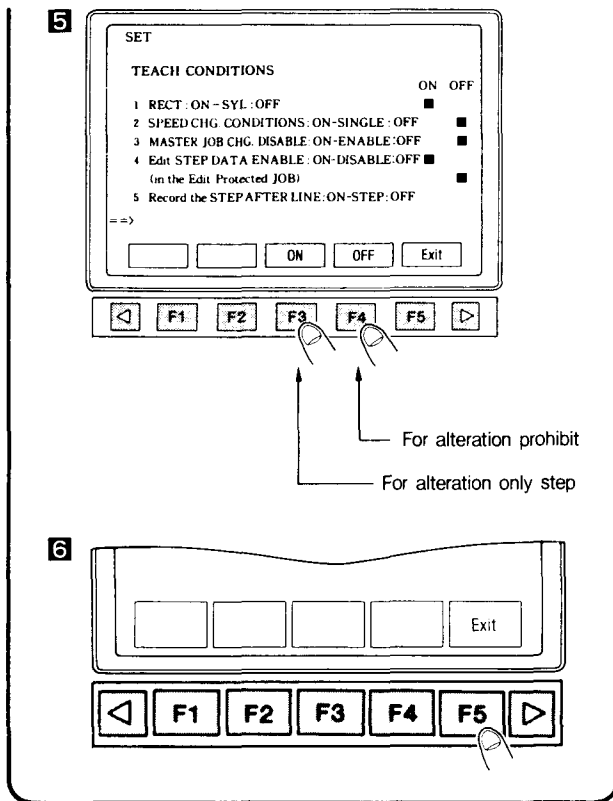 5
SET
TEACH CONDITIONS
ON OFF
1 RECT : ON – SYL : OFF ■
2 SPEED CHG. CONDITIONS : ON-SINGLE : OFF ■
3 MASTER JOB CHG. DISABLE : ON-ENABLE : OFF ■
4 Edit STEP DATA ENABLE : ON-DISABLE : OFF ■
(in the Edit Protected JOB) ■
5 Record the STEP AFTER LINE : ON-STEP : OFF
= =>
ON OFF Exit
◁ F1 F2 F3 F4 F5 ▷
For alteration prohibit
For alteration only step
6
Exit
◁ F1 F2 F3 F4 F5 ▷